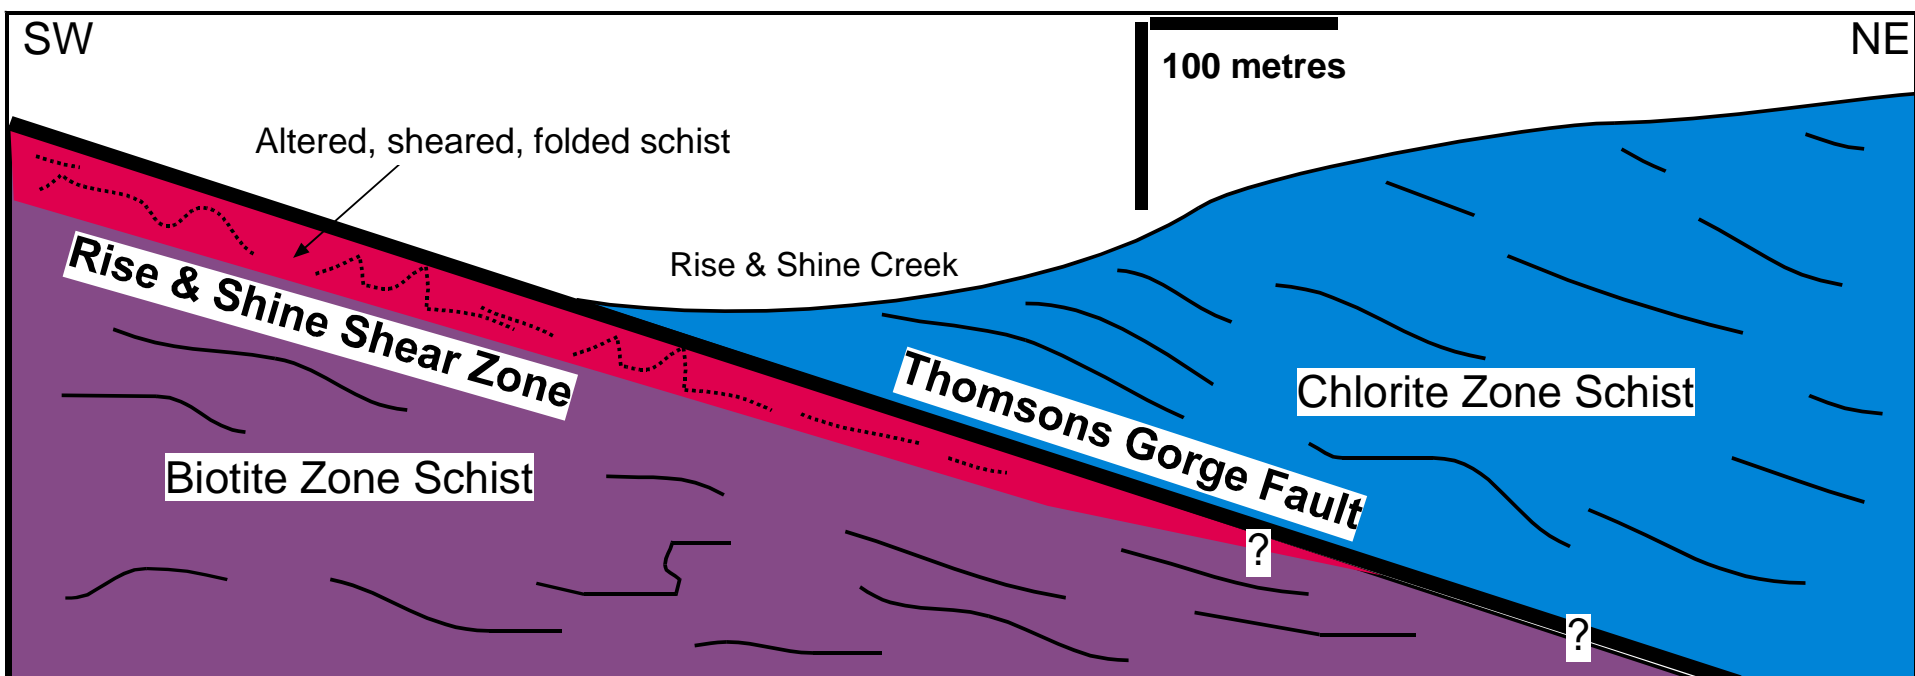 SW
NE
100 metres
Altered, sheared, folded schist
Rise & Shine Creek
Rise & Shine Shear Zone
Thomsons Gorge Fault
Chlorite Zone Schist
Biotite Zone Schist
?
?